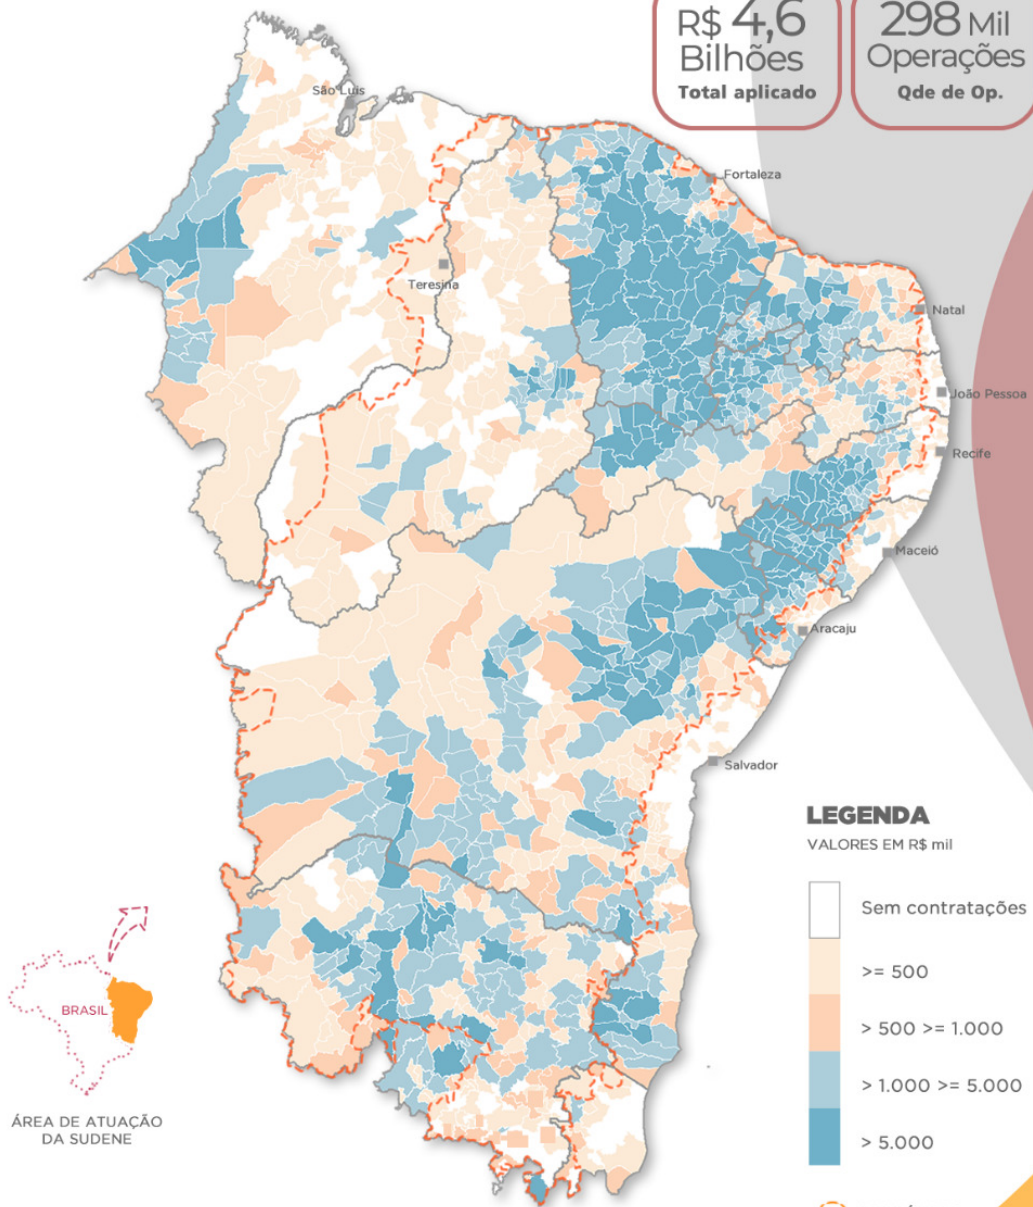 R$ 4,6
Bilhões
Total aplicado
298 Mil
Operações
Qde de Op.
São Luis
Fortaleza
Teresina
Natal
João Pessoa
Recife
Maceió
Aracaju
Salvador
LEGENDA
VALORES EM R$ mil
Sem contratações
>= 500
> 500 >= 1.000
> 1.000 >= 5.000
> 5.000
BRASIL
ÁREA DE ATUAÇÃO
DA SUDENE